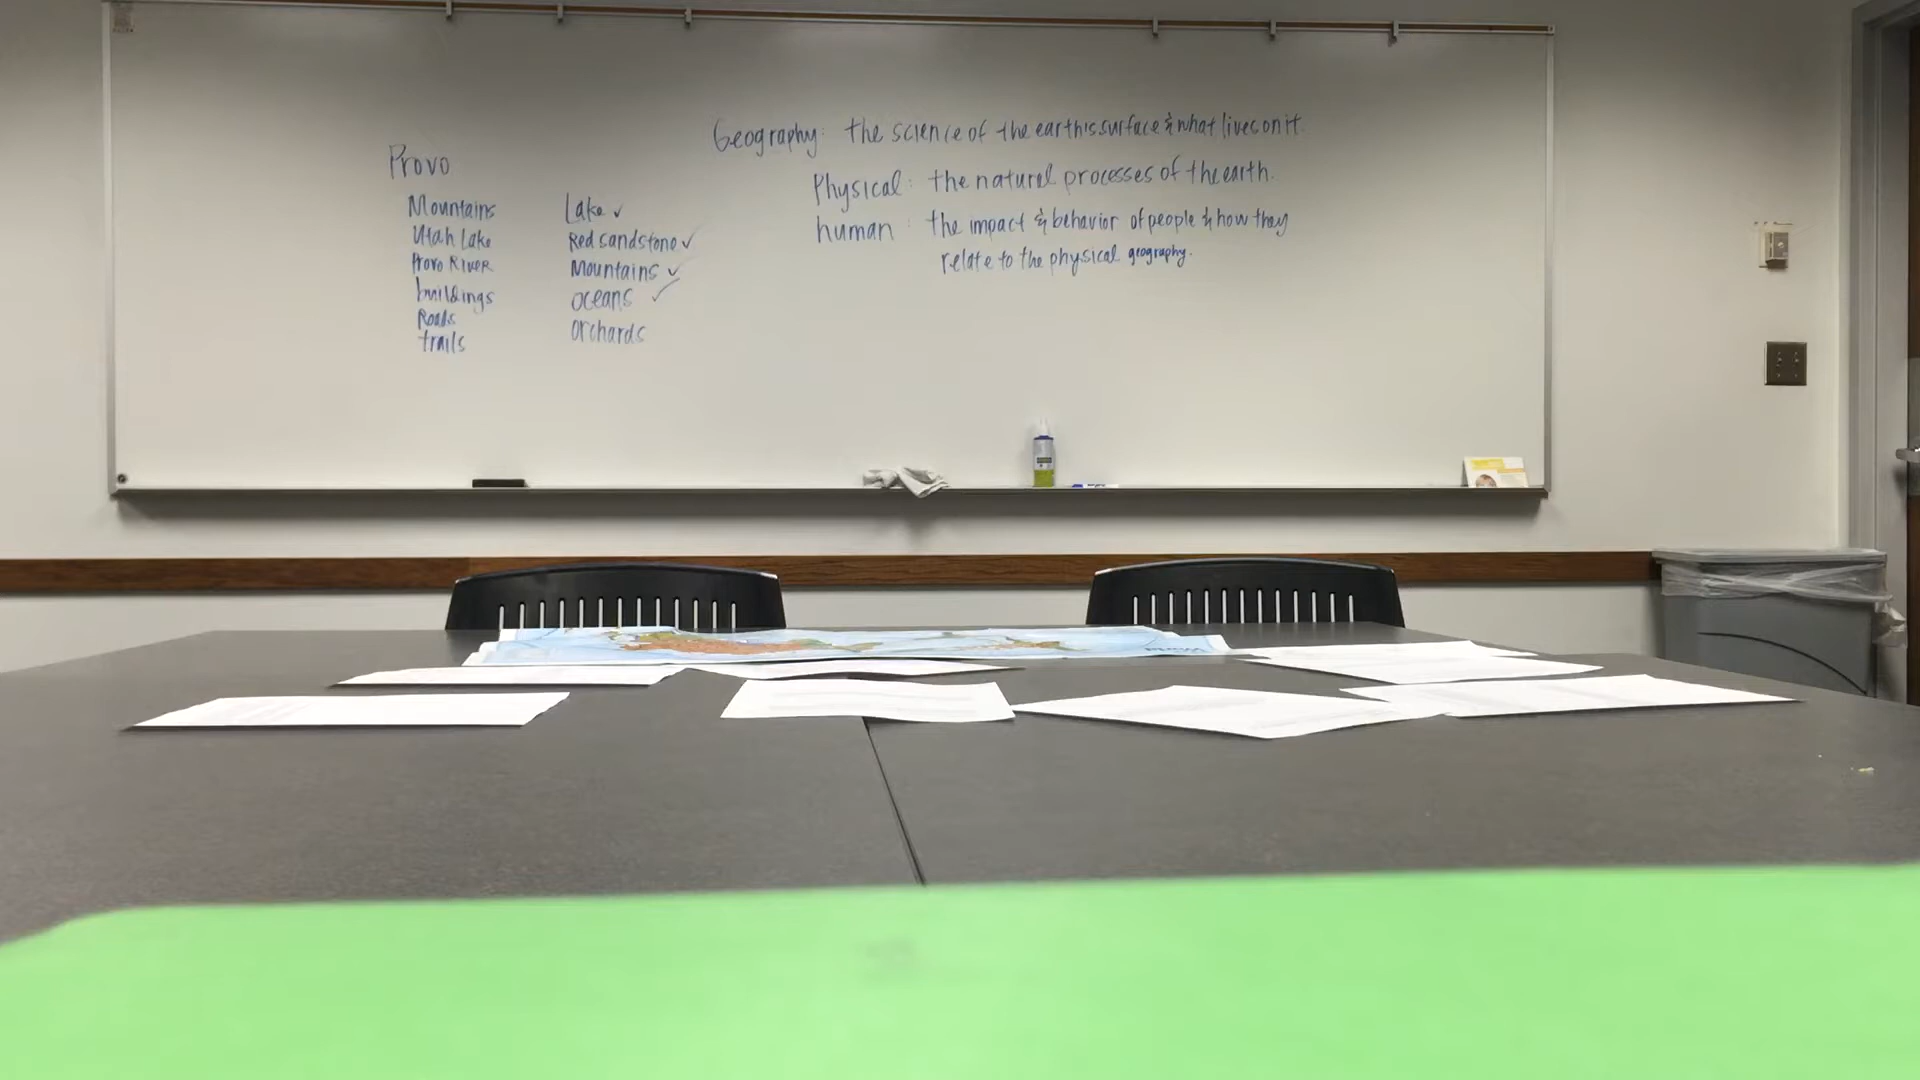 Provo
Mountains
Utah Lake
Provo River
buildings
Roads
trails
Lake ✓
Red sandstone ✓
Mountains ✓
oceans ✓
orchards
Geography: the science of the earth's surface & what lives on it.
Physical: the natural processes of the earth.
human: the impact & behavior of people & how they
relate to the physical geography.